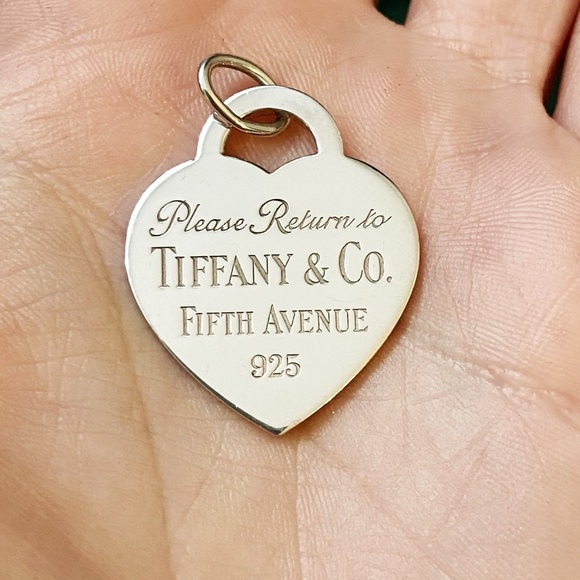 Please Return to
TIFFANY & CO.
FIFTH AVENUE
925